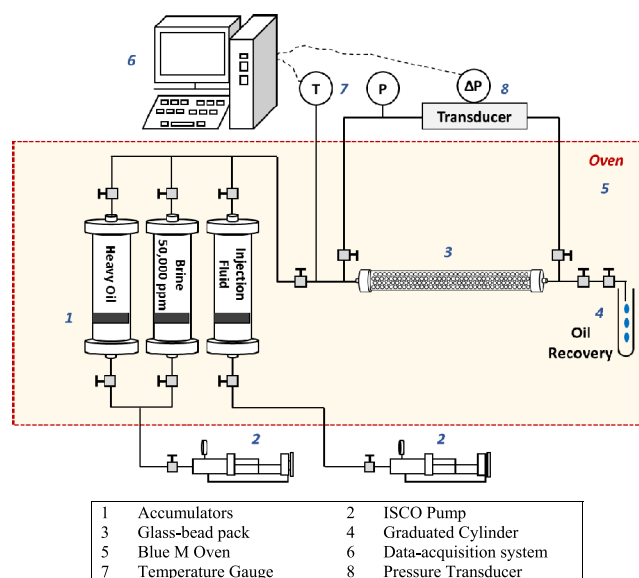 6
T
7
P
ΔP
8
Transducer
Oven
5
Heavy Oil
Brine
50,000 ppm
Injection
Fluid
3
1
4
Oil
Recovery
2
2
1 Accumulators 2 ISCO Pump
3 Glass-bead pack 4 Graduated Cylinder
5 Blue M Oven 6 Data-acquisition system
7 Temperature Gauge 8 Pressure Transducer